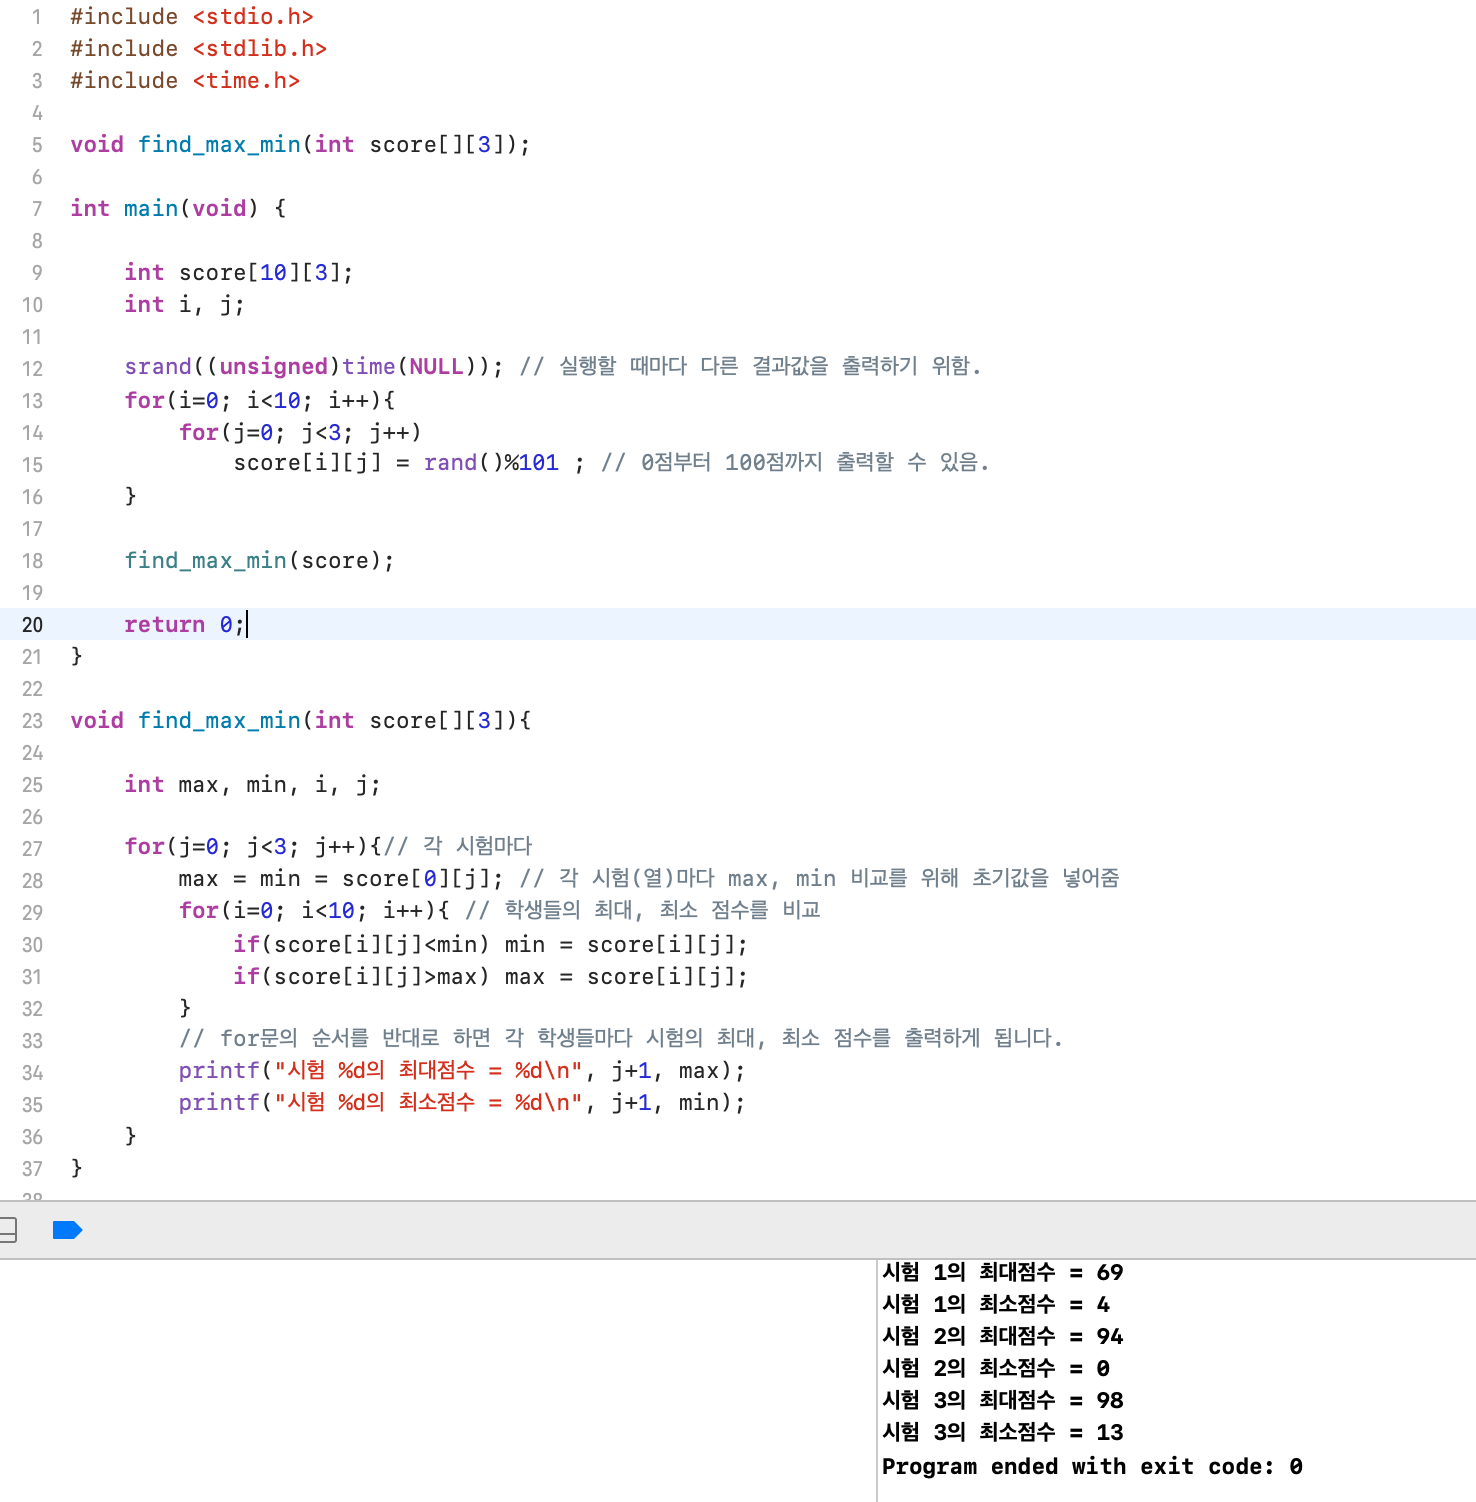 1 #include <stdio.h>
2 #include <stdlib.h>
3 #include <time.h>
4
5 void find_max_min(int score[][3]);
6
7 int main(void) {
8
9     int score[10][3];
10     int i, j;
11
12     srand((unsigned)time(NULL)); // 실행할 때마다 다른 결과값을 출력하기 위함.
13     for(i=0; i<10; i++){
14         for(j=0; j<3; j++)
15             score[i][j] = rand()%101 ; // 0점부터 100점까지 출력할 수 있음.
16     }
17
18     find_max_min(score);
19
20     return 0;
21 }
22
23 void find_max_min(int score[][3]){
24
25     int max, min, i, j;
26
27     for(j=0; j<3; j++){// 각 시험마다
28         max = min = score[0][j]; // 각 시험(열)마다 max, min 비교를 위해 초기값을 넣어줌
29         for(i=0; i<10; i++){ // 학생들의 최대, 최소 점수를 비교
30             if(score[i][j]<min) min = score[i][j];
31             if(score[i][j]>max) max = score[i][j];
32         }
33         // for문의 순서를 반대로 하면 각 학생들마다 시험의 최대, 최소 점수를 출력하게 됩니다.
34         printf("시험 %d의 최대점수 = %d\n", j+1, max);
35         printf("시험 %d의 최소점수 = %d\n", j+1, min);
36     }
37 }
38
시험 1의 최대점수 = 69
시험 1의 최소점수 = 4
시험 2의 최대점수 = 94
시험 2의 최소점수 = 0
시험 3의 최대점수 = 98
시험 3의 최소점수 = 13
Program ended with exit code: 0